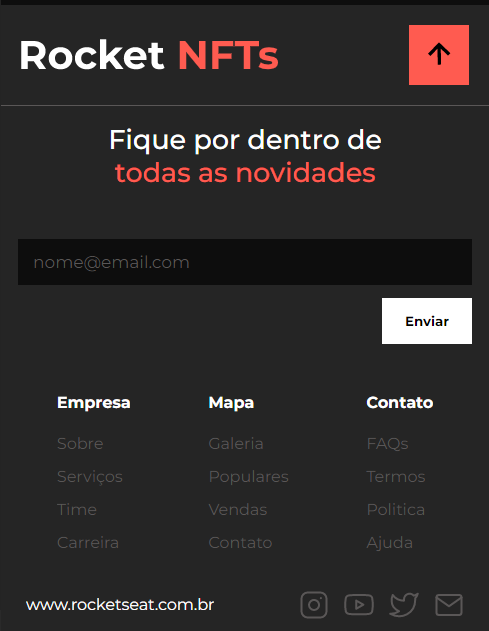 Rocket NFTs
Fique por dentro de
todas as novidades
nome@email.com
Enviar
Empresa Mapa Contato
Sobre Galeria FAQs
Serviços Populares Termos
Time Vendas Politica
Carreira Contato Ajuda
www.rocketseat.com.br